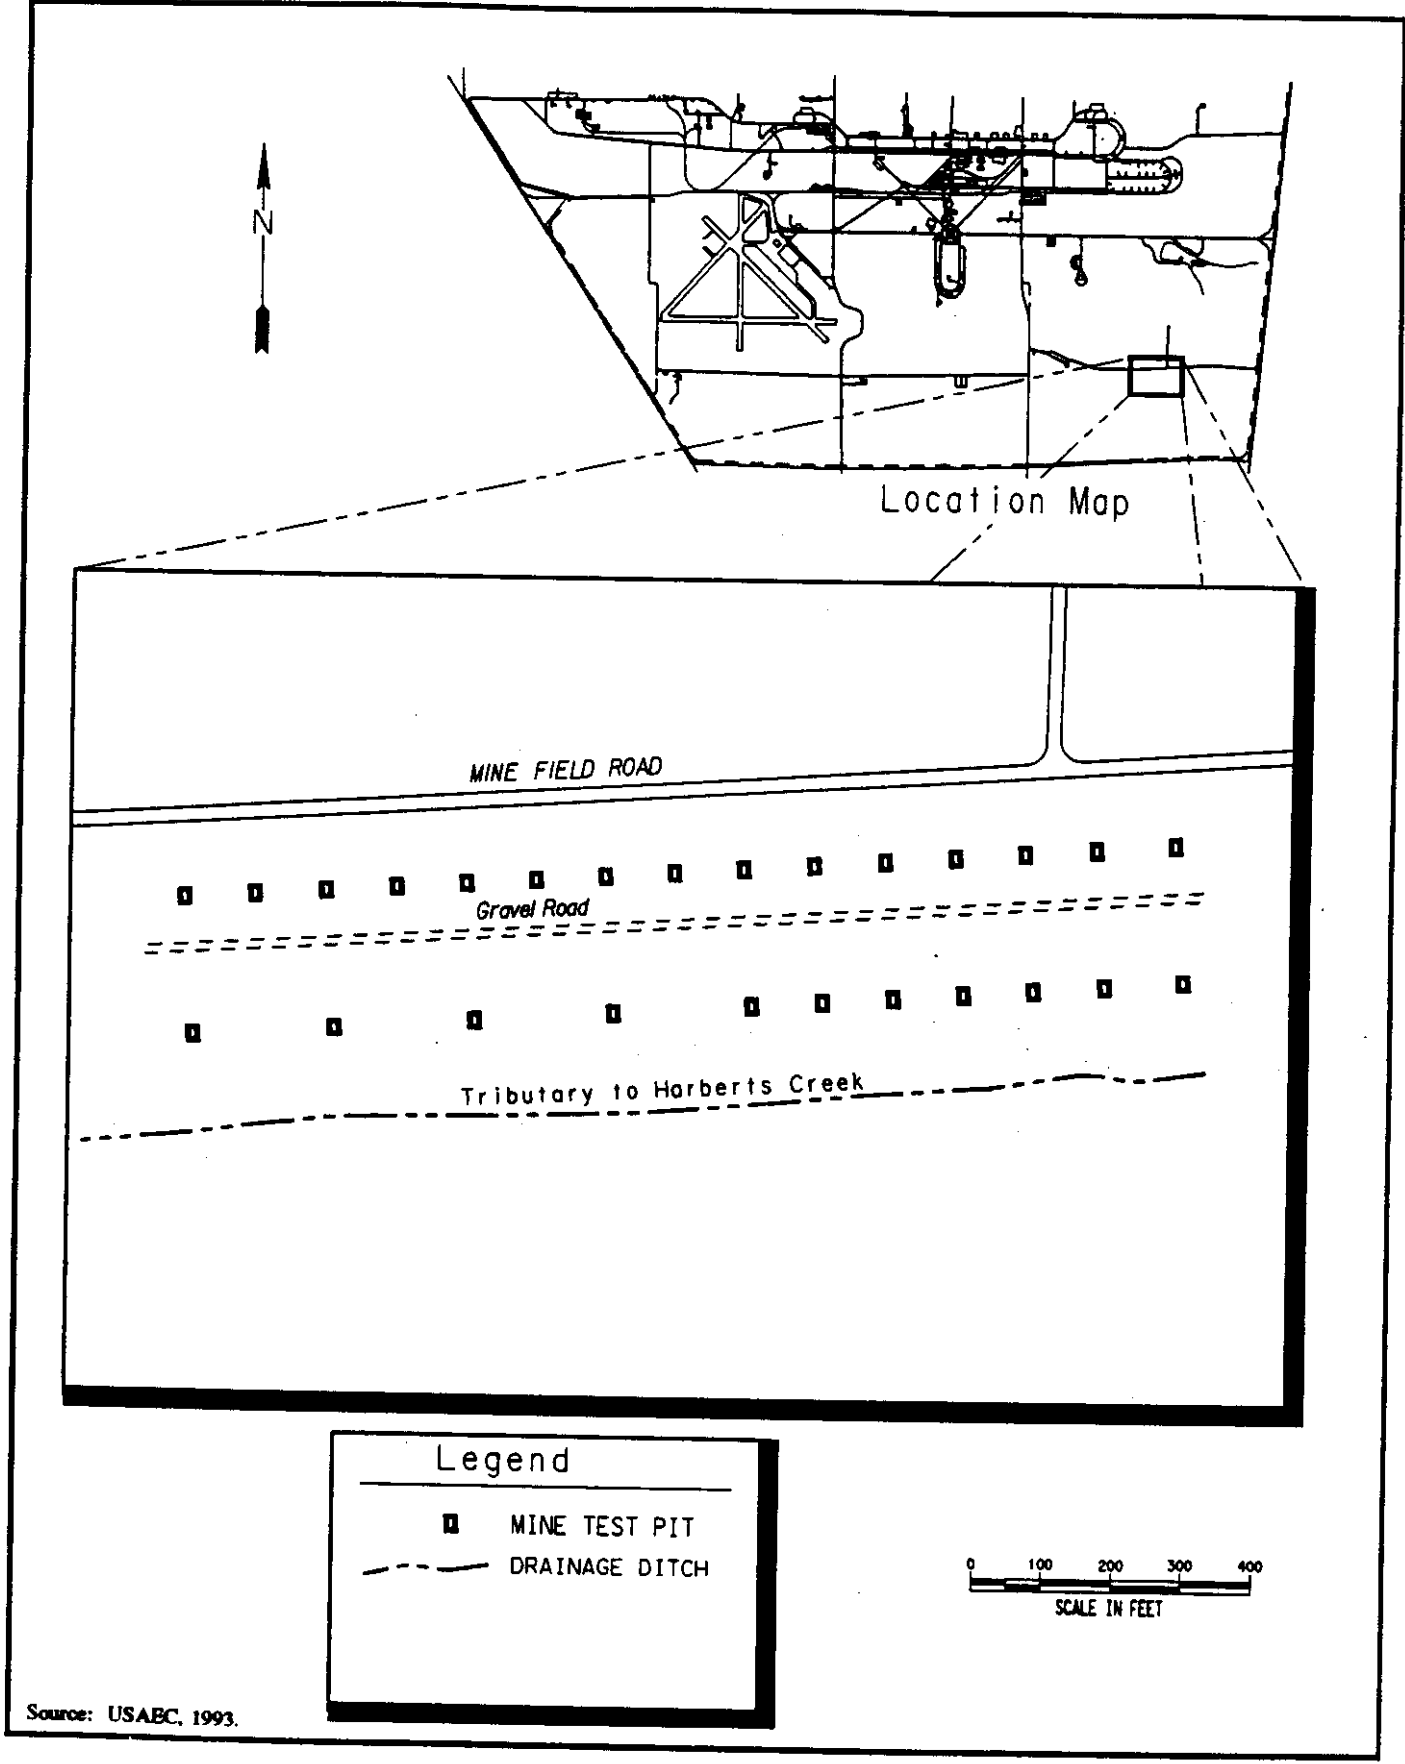 N
Location Map
MINE FIELD ROAD
Gravel Road
Tributary to Harberts Creek
Legend
MINE TEST PIT
DRAINAGE DITCH
0 100 200 300 400
SCALE IN FEET
Source: USAEC, 1993.